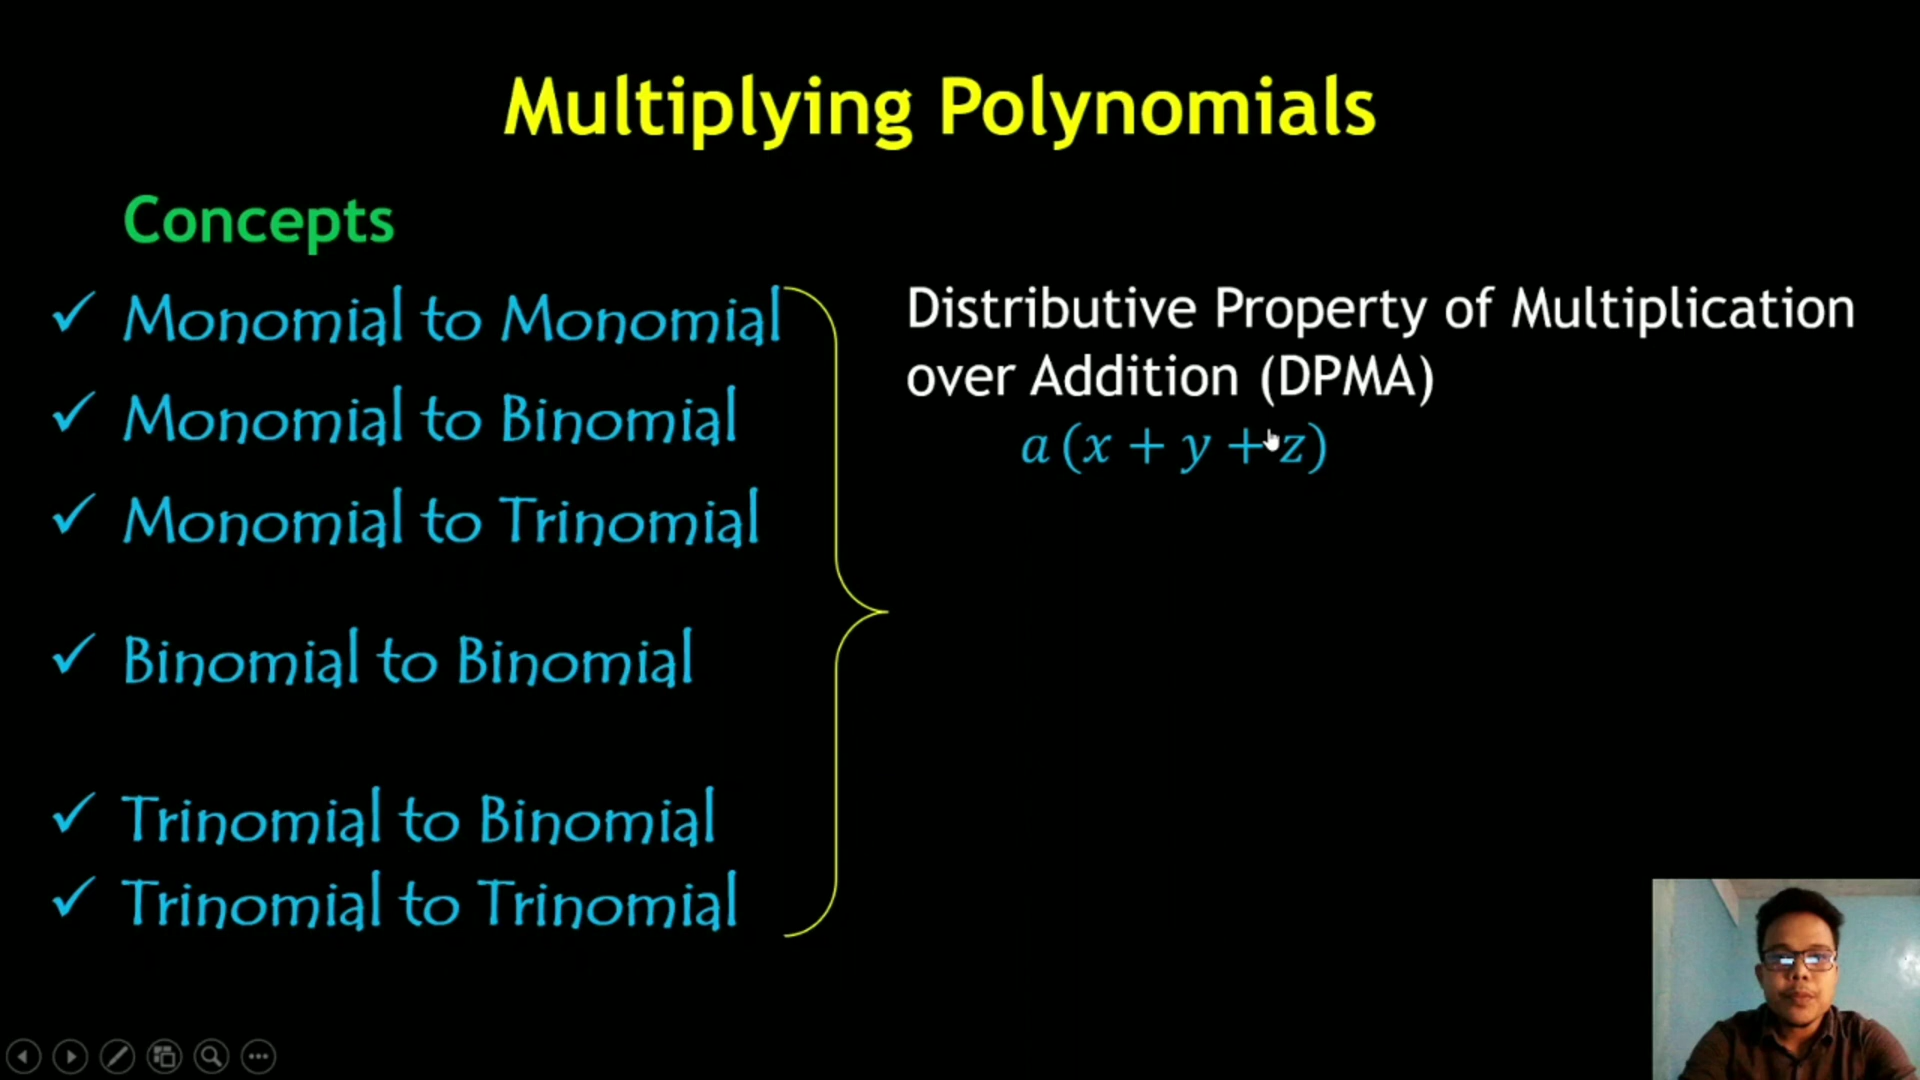 Multiplying Polynomials
Concepts
✓ Monomial to Monomial
✓ Monomial to Binomial
✓ Monomial to Trinomial
✓ Binomial to Binomial
✓ Trinomial to Binomial
✓ Trinomial to Trinomial
Distributive Property of Multiplication
over Addition (DPMA)
a (x + y + z)